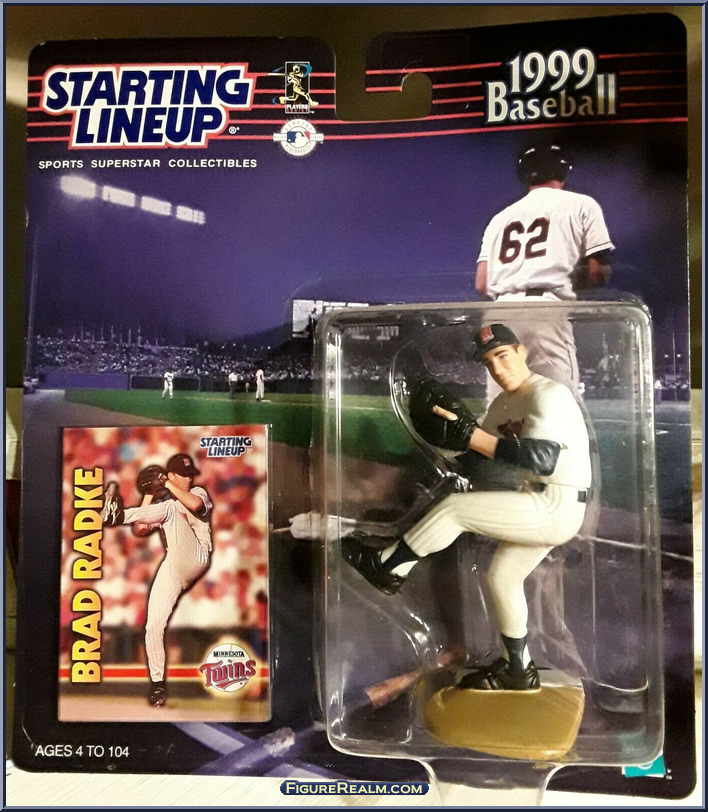 STARTING
LINEUP®
SPORTS SUPERSTAR COLLECTIBLES
PLAYERS
1999
Baseball
62
STARTING
LINEUP
BRAD RADKE
MINNESOTA
Twins
AGES 4 TO 104
FIGUREREALM.COM